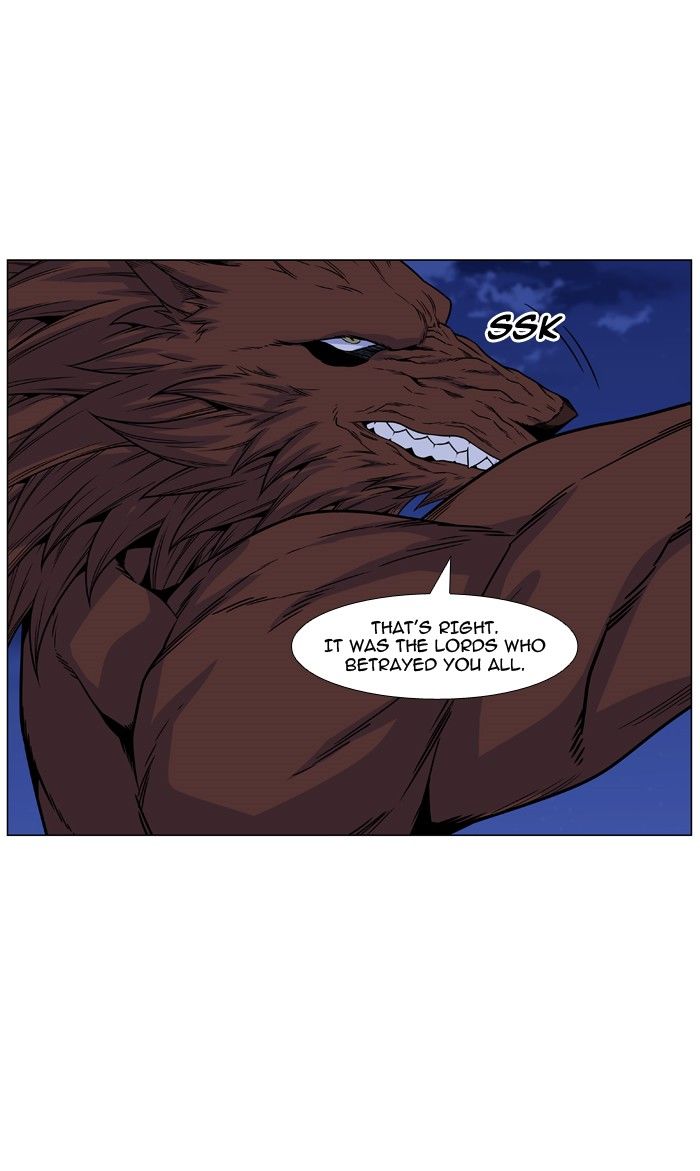 SSK
THAT'S RIGHT.
IT WAS THE LORDS WHO
BETRAYED YOU ALL.